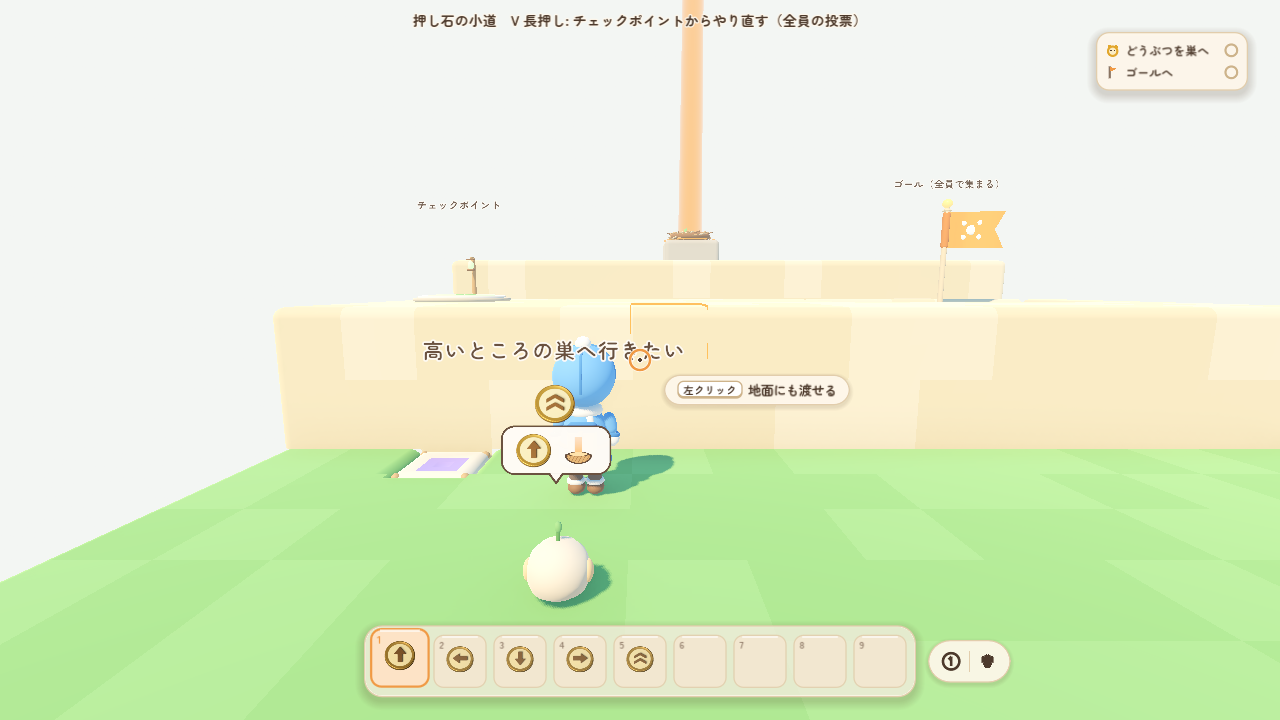 押し石の小道 V 長押し: チェックポイントからやり直す（全員の投票）
どうぶつを巣へ
ゴールへ
ゴール（全員で集まる）
チェックポイント
高いところの巣へ行きたい
左クリック 地面にも渡せる
1 2 3 4 5 6 7 8 9
1